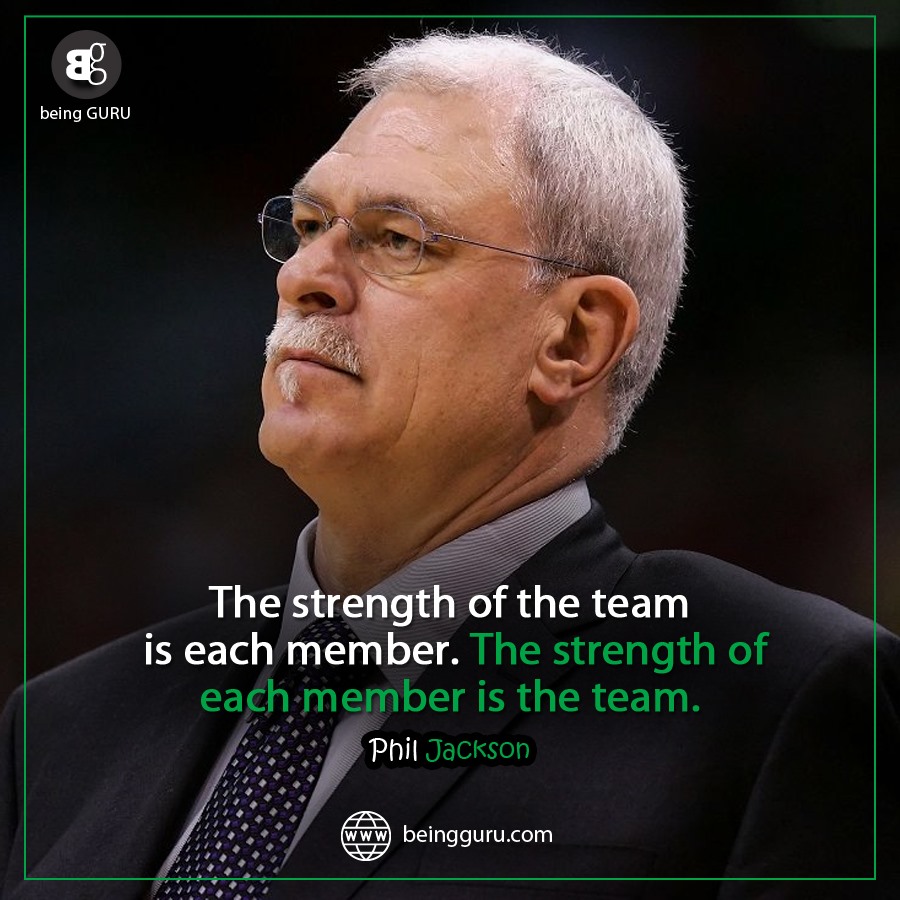 Bg
being GURU
The strength of the team
is each member. The strength of
each member is the team.
Phil Jackson
www
beingguru.com